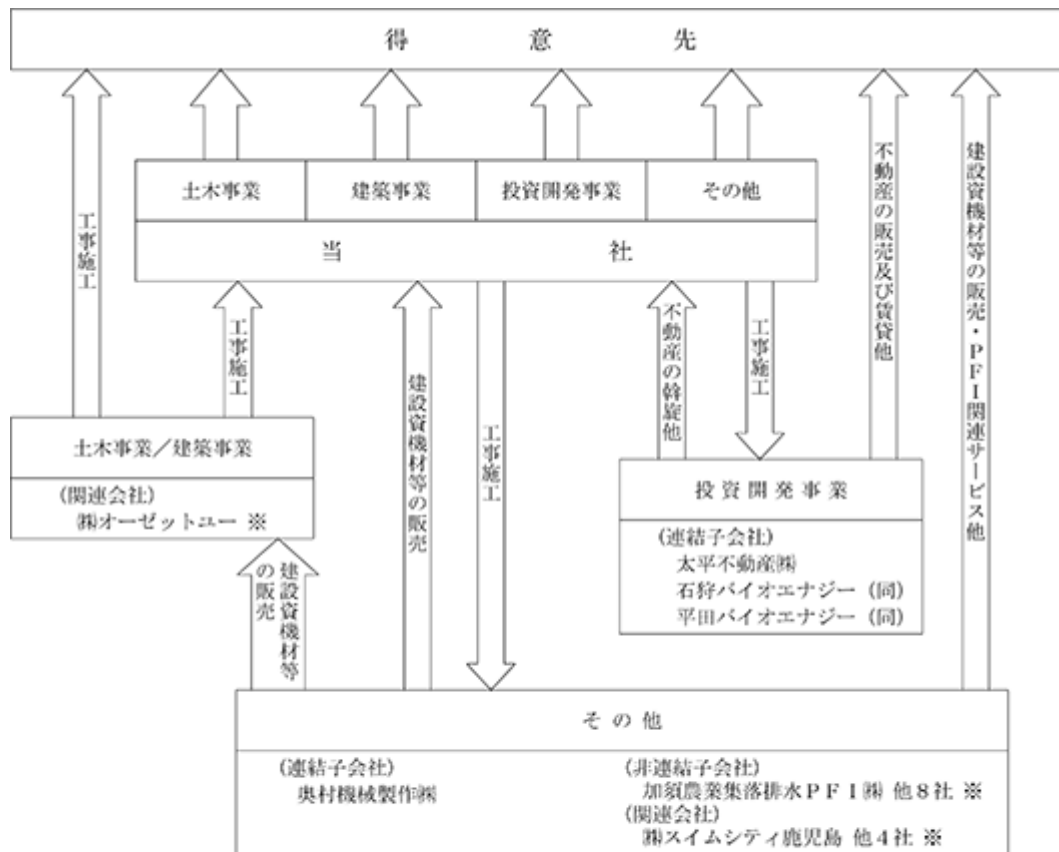 得意先
土木事業
建築事業
投資開発事業
その他
当社
工事施工
工事施工
建設資機材等の販売
工事施工
不動産の斡旋他
工事施工
不動産の販売及び賃貸他
建設資機材等の販売・PFI関連サービス他
土木事業／建築事業
(関連会社)
㈱オーゼットユー ※
建設資機材等
の販売
投資開発事業
(連結子会社)
太平不動産㈱
石狩バイオエナジー（同）
平田バイオエナジー（同）
その他
(連結子会社)
奥村機械製作㈱
(非連結子会社)
加須農業集落排水ＰＦＩ㈱ 他８社 ※
(関連会社)
㈱スイムシティ鹿児島 他４社 ※